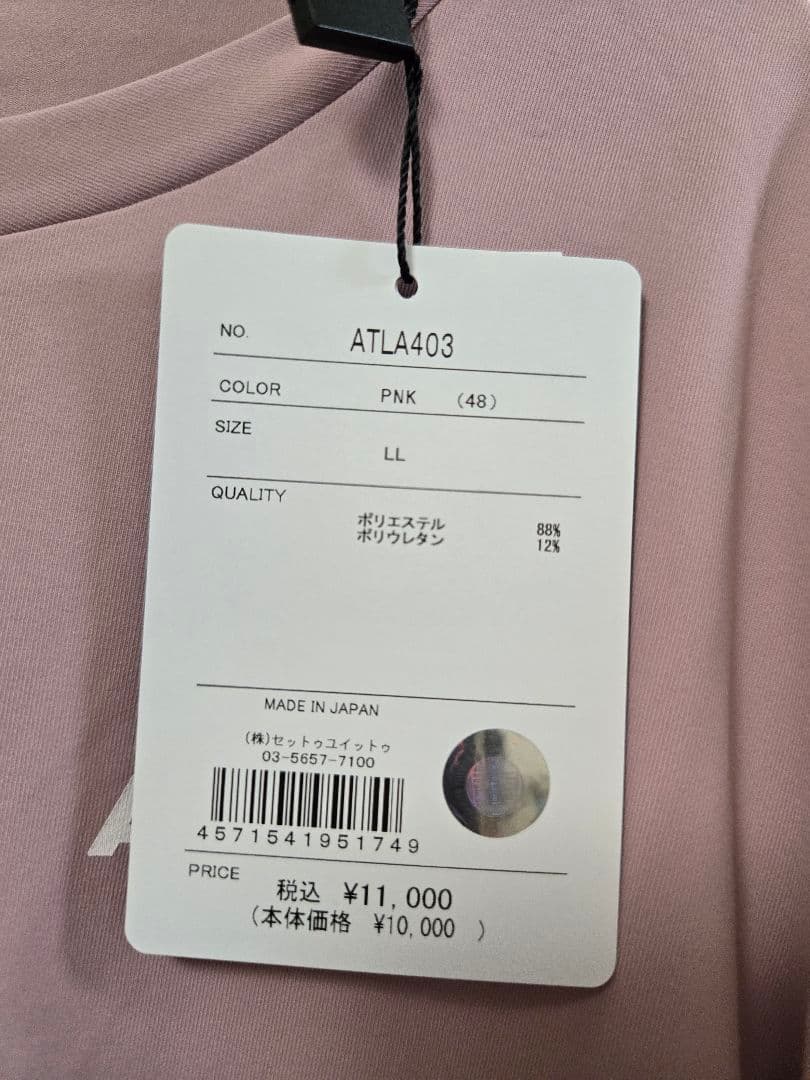 NO. ATLA403
COLOR PNK (48)
SIZE
LL
QUALITY
ポリエステル 88%
ポリウレタン 12%
MADE IN JAPAN
(株)セットゥユイットゥ
03-5657-7100
4571541951749
PRICE
税込 ¥11,000
(本体価格 ¥10,000 )